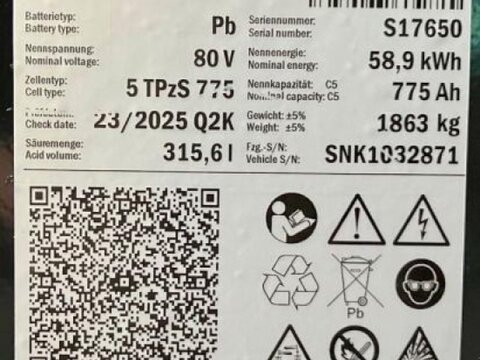 Batterietyp:
Battery type: Pb
Seriennummer:
Serial number: S17650
Nennspannung:
Nominal voltage: 80 V
Nennenergie:
Nominal energy: 58,9 kWh
Zellentyp:
Cell type: 5 TPzS 775
Nennkapazität: C5
Nominal capacity: C5 775 Ah
Check date: 23/2025 Q2K
Gewicht: ±5%
Weight: ±5% 1863 kg
Säuremenge:
Acid volume: 315,6 l
Fzg.-S/N:
Vehicle S/N: SNK1032871
Pb